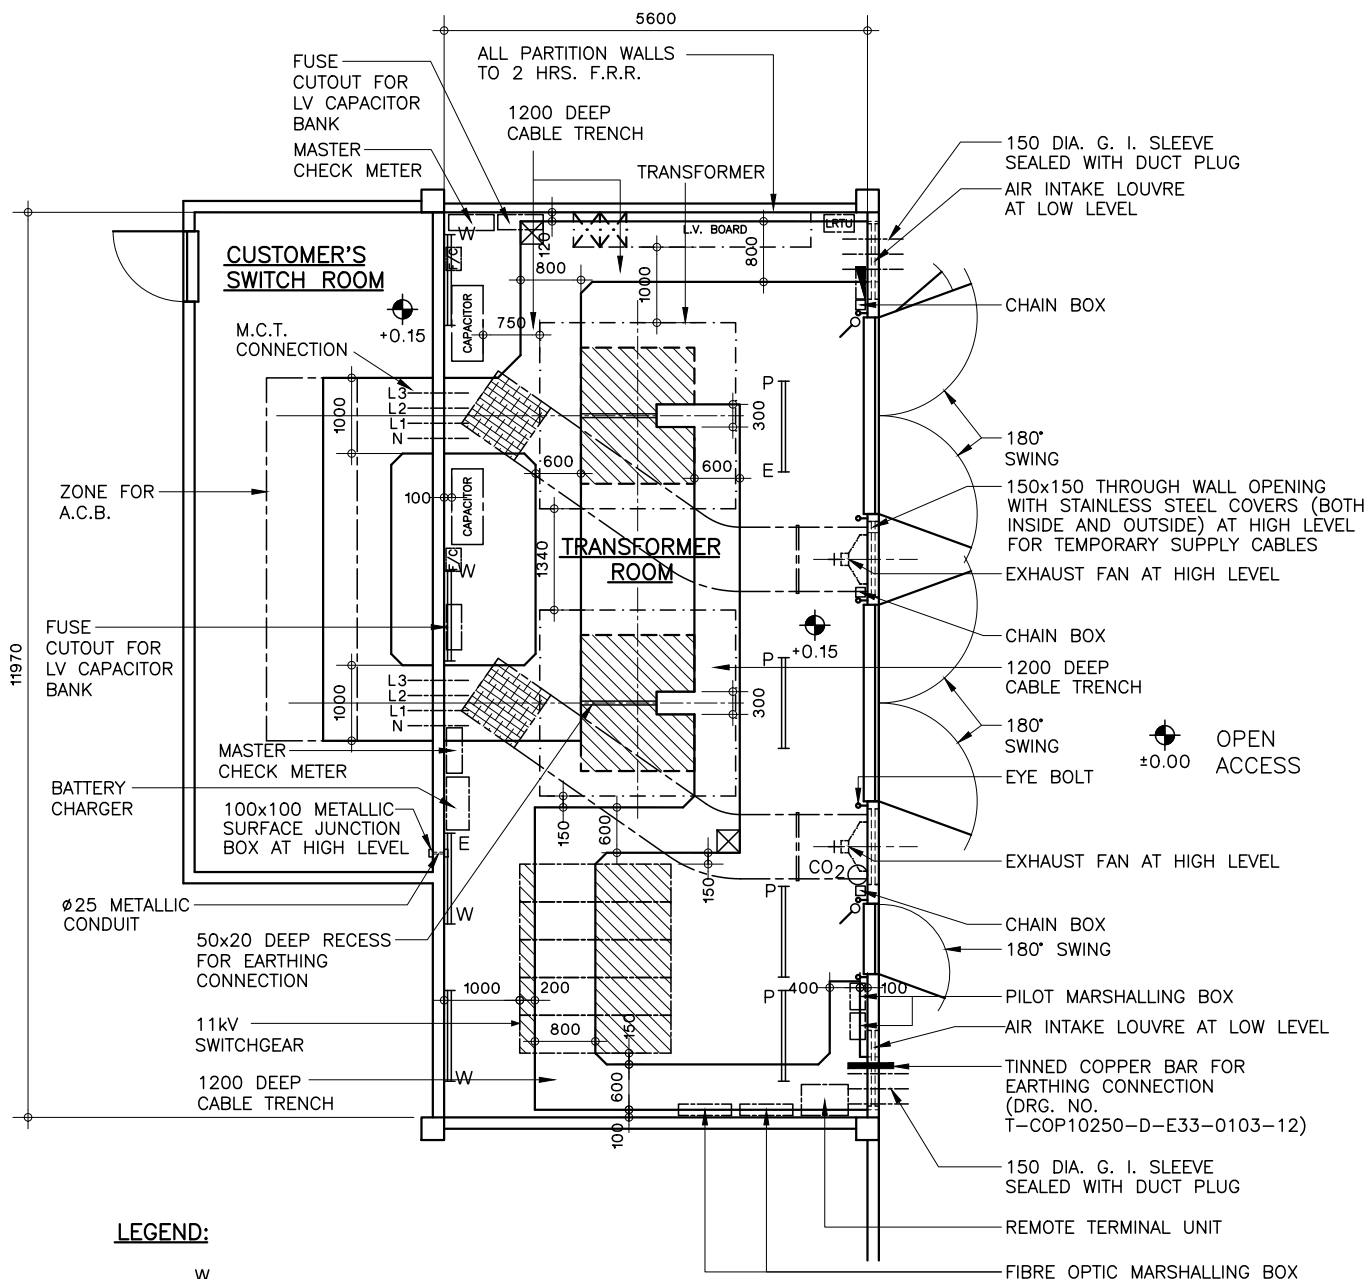 5600
FUSE
CUTOUT FOR
LV CAPACITOR
BANK
ALL PARTITION WALLS
TO 2 HRS. F.R.R.
1200 DEEP
CABLE TRENCH
MASTER
CHECK METER
TRANSFORMER
150 DIA. G. I. SLEEVE
SEALED WITH DUCT PLUG
AIR INTAKE LOUVRE
AT LOW LEVEL
W
L.V. BOARD
LRTU
120
CUSTOMER'S
SWITCH ROOM
F/C
800
1000
800
CAPACITOR
CHAIN BOX
+0.15
750
M.C.T.
CONNECTION
L3
L2
L1
N
1000
P
300
E
180° 
SWING
600
600
ZONE FOR
A.C.B.
100
CAPACITOR
150x150 THROUGH WALL OPENING
WITH STAINLESS STEEL COVERS (BOTH
INSIDE AND OUTSIDE) AT HIGH LEVEL
FOR TEMPORARY SUPPLY CABLES
TRANSFORMER
ROOM
1340
F/C
W
EXHAUST FAN AT HIGH LEVEL
FUSE
CUTOUT FOR
LV CAPACITOR
BANK
11970
+0.15
CHAIN BOX
P
1200 DEEP
CABLE TRENCH
L3
L2
L1
N
1000
300
180°
SWING
±0.00
OPEN
ACCESS
MASTER
CHECK METER
EYE BOLT
BATTERY
CHARGER
100x100 METALLIC
SURFACE JUNCTION
BOX AT HIGH LEVEL
E
150
600
150
CO2
EXHAUST FAN AT HIGH LEVEL
P
ø25 METALLIC
CONDUIT
W
CHAIN BOX
50x20 DEEP RECESS
FOR EARTHING
CONNECTION
180° SWING
1000
200
P
400
100
PILOT MARSHALLING BOX
11kV
SWITCHGEAR
800
150
AIR INTAKE LOUVRE AT LOW LEVEL
1200 DEEP
CABLE TRENCH
W
600
100
TINNED COPPER BAR FOR
EARTHING CONNECTION
(DRG. NO.
T-COP10250-D-E33-0103-12)
150 DIA. G. I. SLEEVE
SEALED WITH DUCT PLUG
LEGEND:
REMOTE TERMINAL UNIT
W
FIBRE OPTIC MARSHALLING BOX